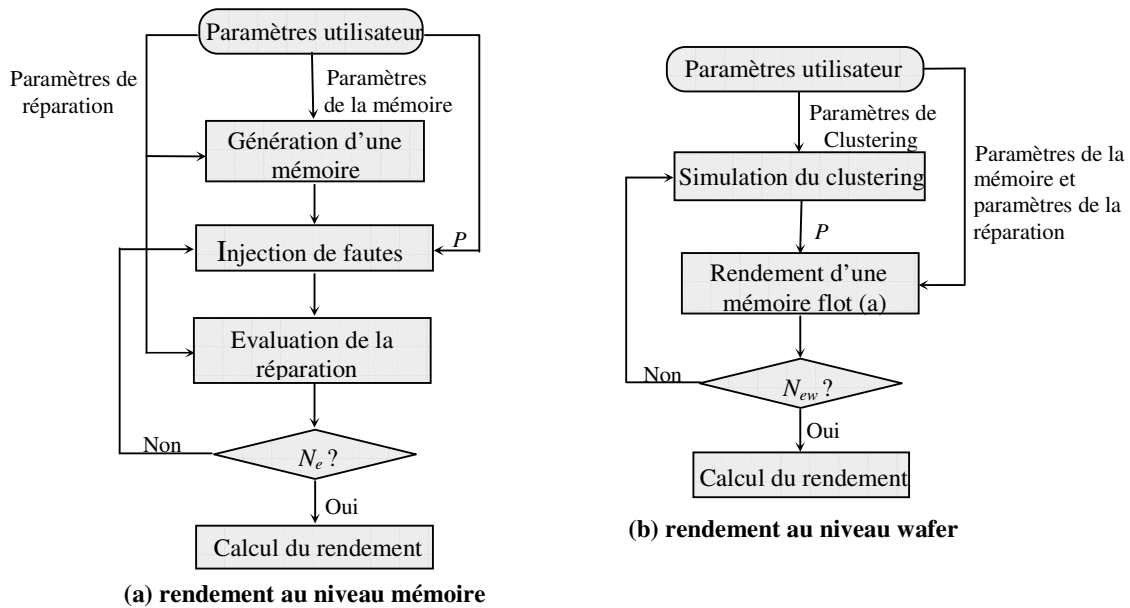 Paramètres utilisateur
Paramètres de
réparation
Paramètres
de la mémoire
Génération d'une
mémoire
P
Injection de fautes
Evaluation de la
réparation
Non
Ne ?
Oui
Calcul du rendement
(a) rendement au niveau mémoire
Paramètres utilisateur
Paramètres de
Clustering
Paramètres de la
mémoire et
paramètres de la
réparation
Simulation du clustering
P
Rendement d'une
mémoire flot (a)
Non
New ?
Oui
Calcul du rendement
(b) rendement au niveau wafer